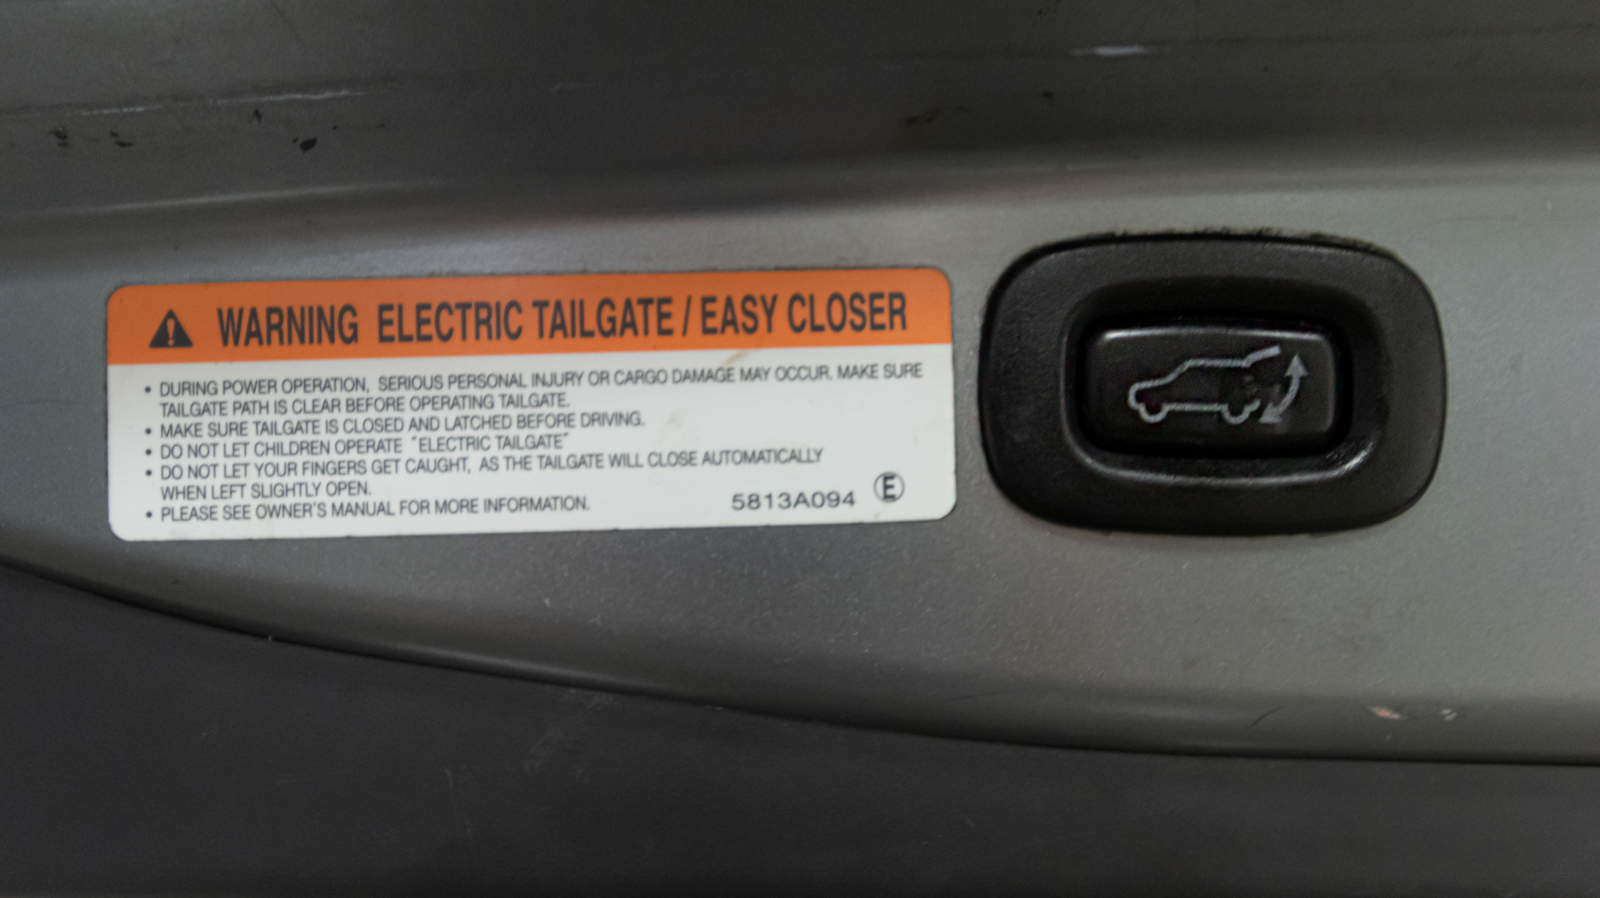 WARNING ELECTRIC TAILGATE / EASY CLOSER
• DURING POWER OPERATION, SERIOUS PERSONAL INJURY OR CARGO DAMAGE MAY OCCUR. MAKE SURE
TAILGATE PATH IS CLEAR BEFORE OPERATING TAILGATE.
• MAKE SURE TAILGATE IS CLOSED AND LATCHED BEFORE DRIVING.
• DO NOT LET CHILDREN OPERATE "ELECTRIC TAILGATE"
• DO NOT LET YOUR FINGERS GET CAUGHT, AS THE TAILGATE WILL CLOSE AUTOMATICALLY
WHEN LEFT SLIGHTLY OPEN.
• PLEASE SEE OWNER'S MANUAL FOR MORE INFORMATION.
5813A094 Ⓔ